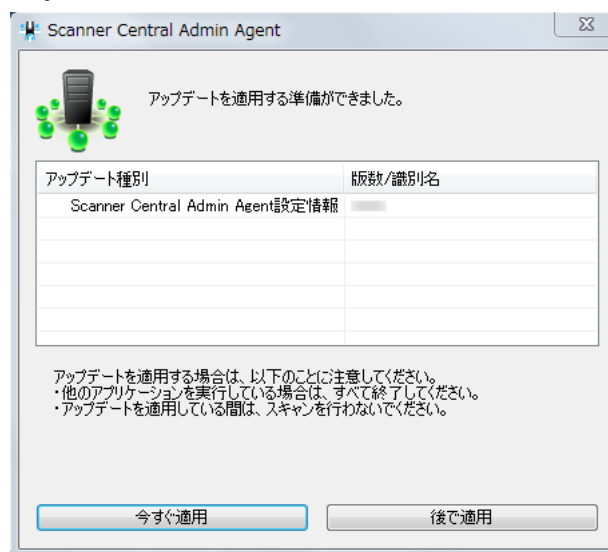 Scanner Central Admin Agent
アップデートを適用する準備ができました。
アップデート種別 版数/識別名
Scanner Central Admin Agent設定情報
アップデートを適用する場合は、以下のことに注意してください。
・他のアプリケーションを実行している場合は、すべて終了してください。
・アップデートを適用している間は、スキャンを行わないでください。
今すぐ適用 後で適用